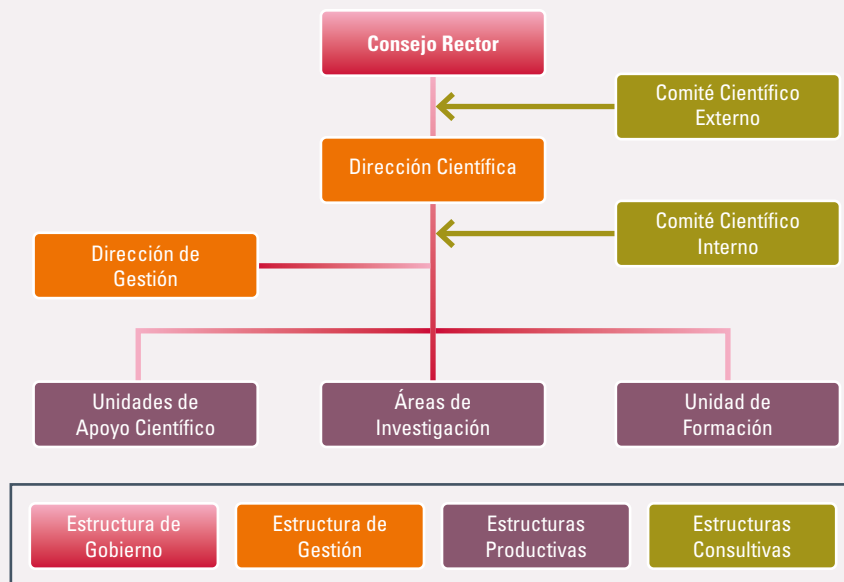 Consejo Rector
Comité Científico
Externo
Dirección Científica
Comité Científico
Interno
Dirección de
Gestión
Unidades de
Apoyo Científico
Áreas de
Investigación
Unidad de
Formación
Estructura de
Gobierno
Estructura de
Gestión
Estructuras
Productivas
Estructuras
Consultivas